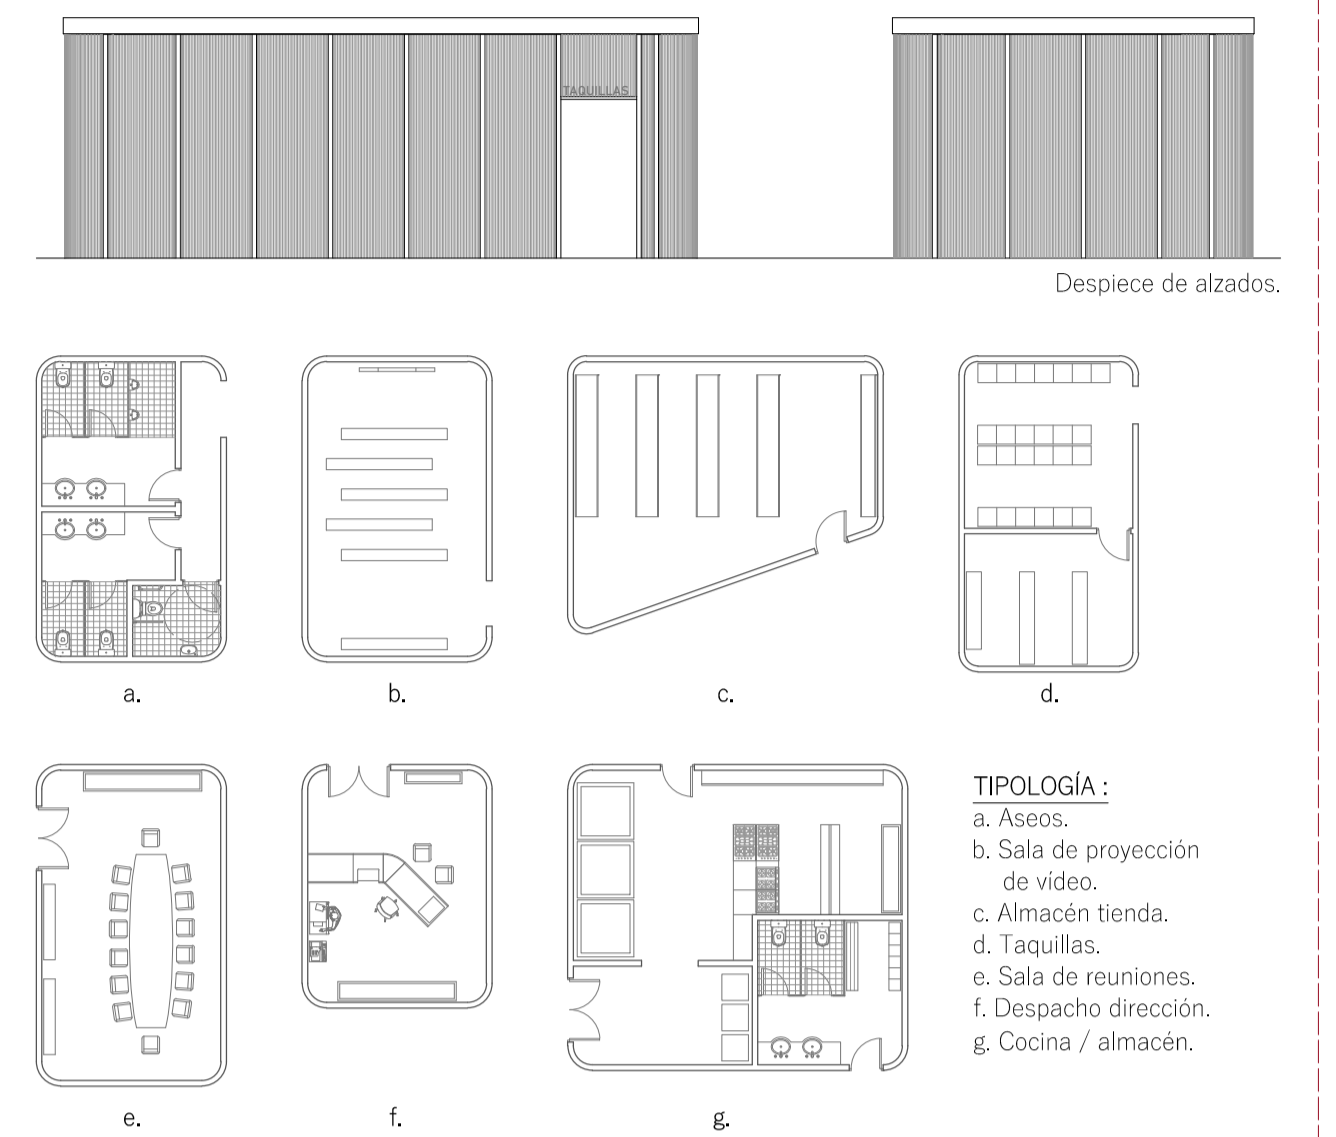 TAQUILLAS
Despiece de alzados.
a.
b.
c.
d.
e.
f.
g.
TIPOLOGÍA :
a. Aseos.
b. Sala de proyección
de vídeo.
c. Almacén tienda.
d. Taquillas.
e. Sala de reuniones.
f. Despacho dirección.
g. Cocina / almacén.